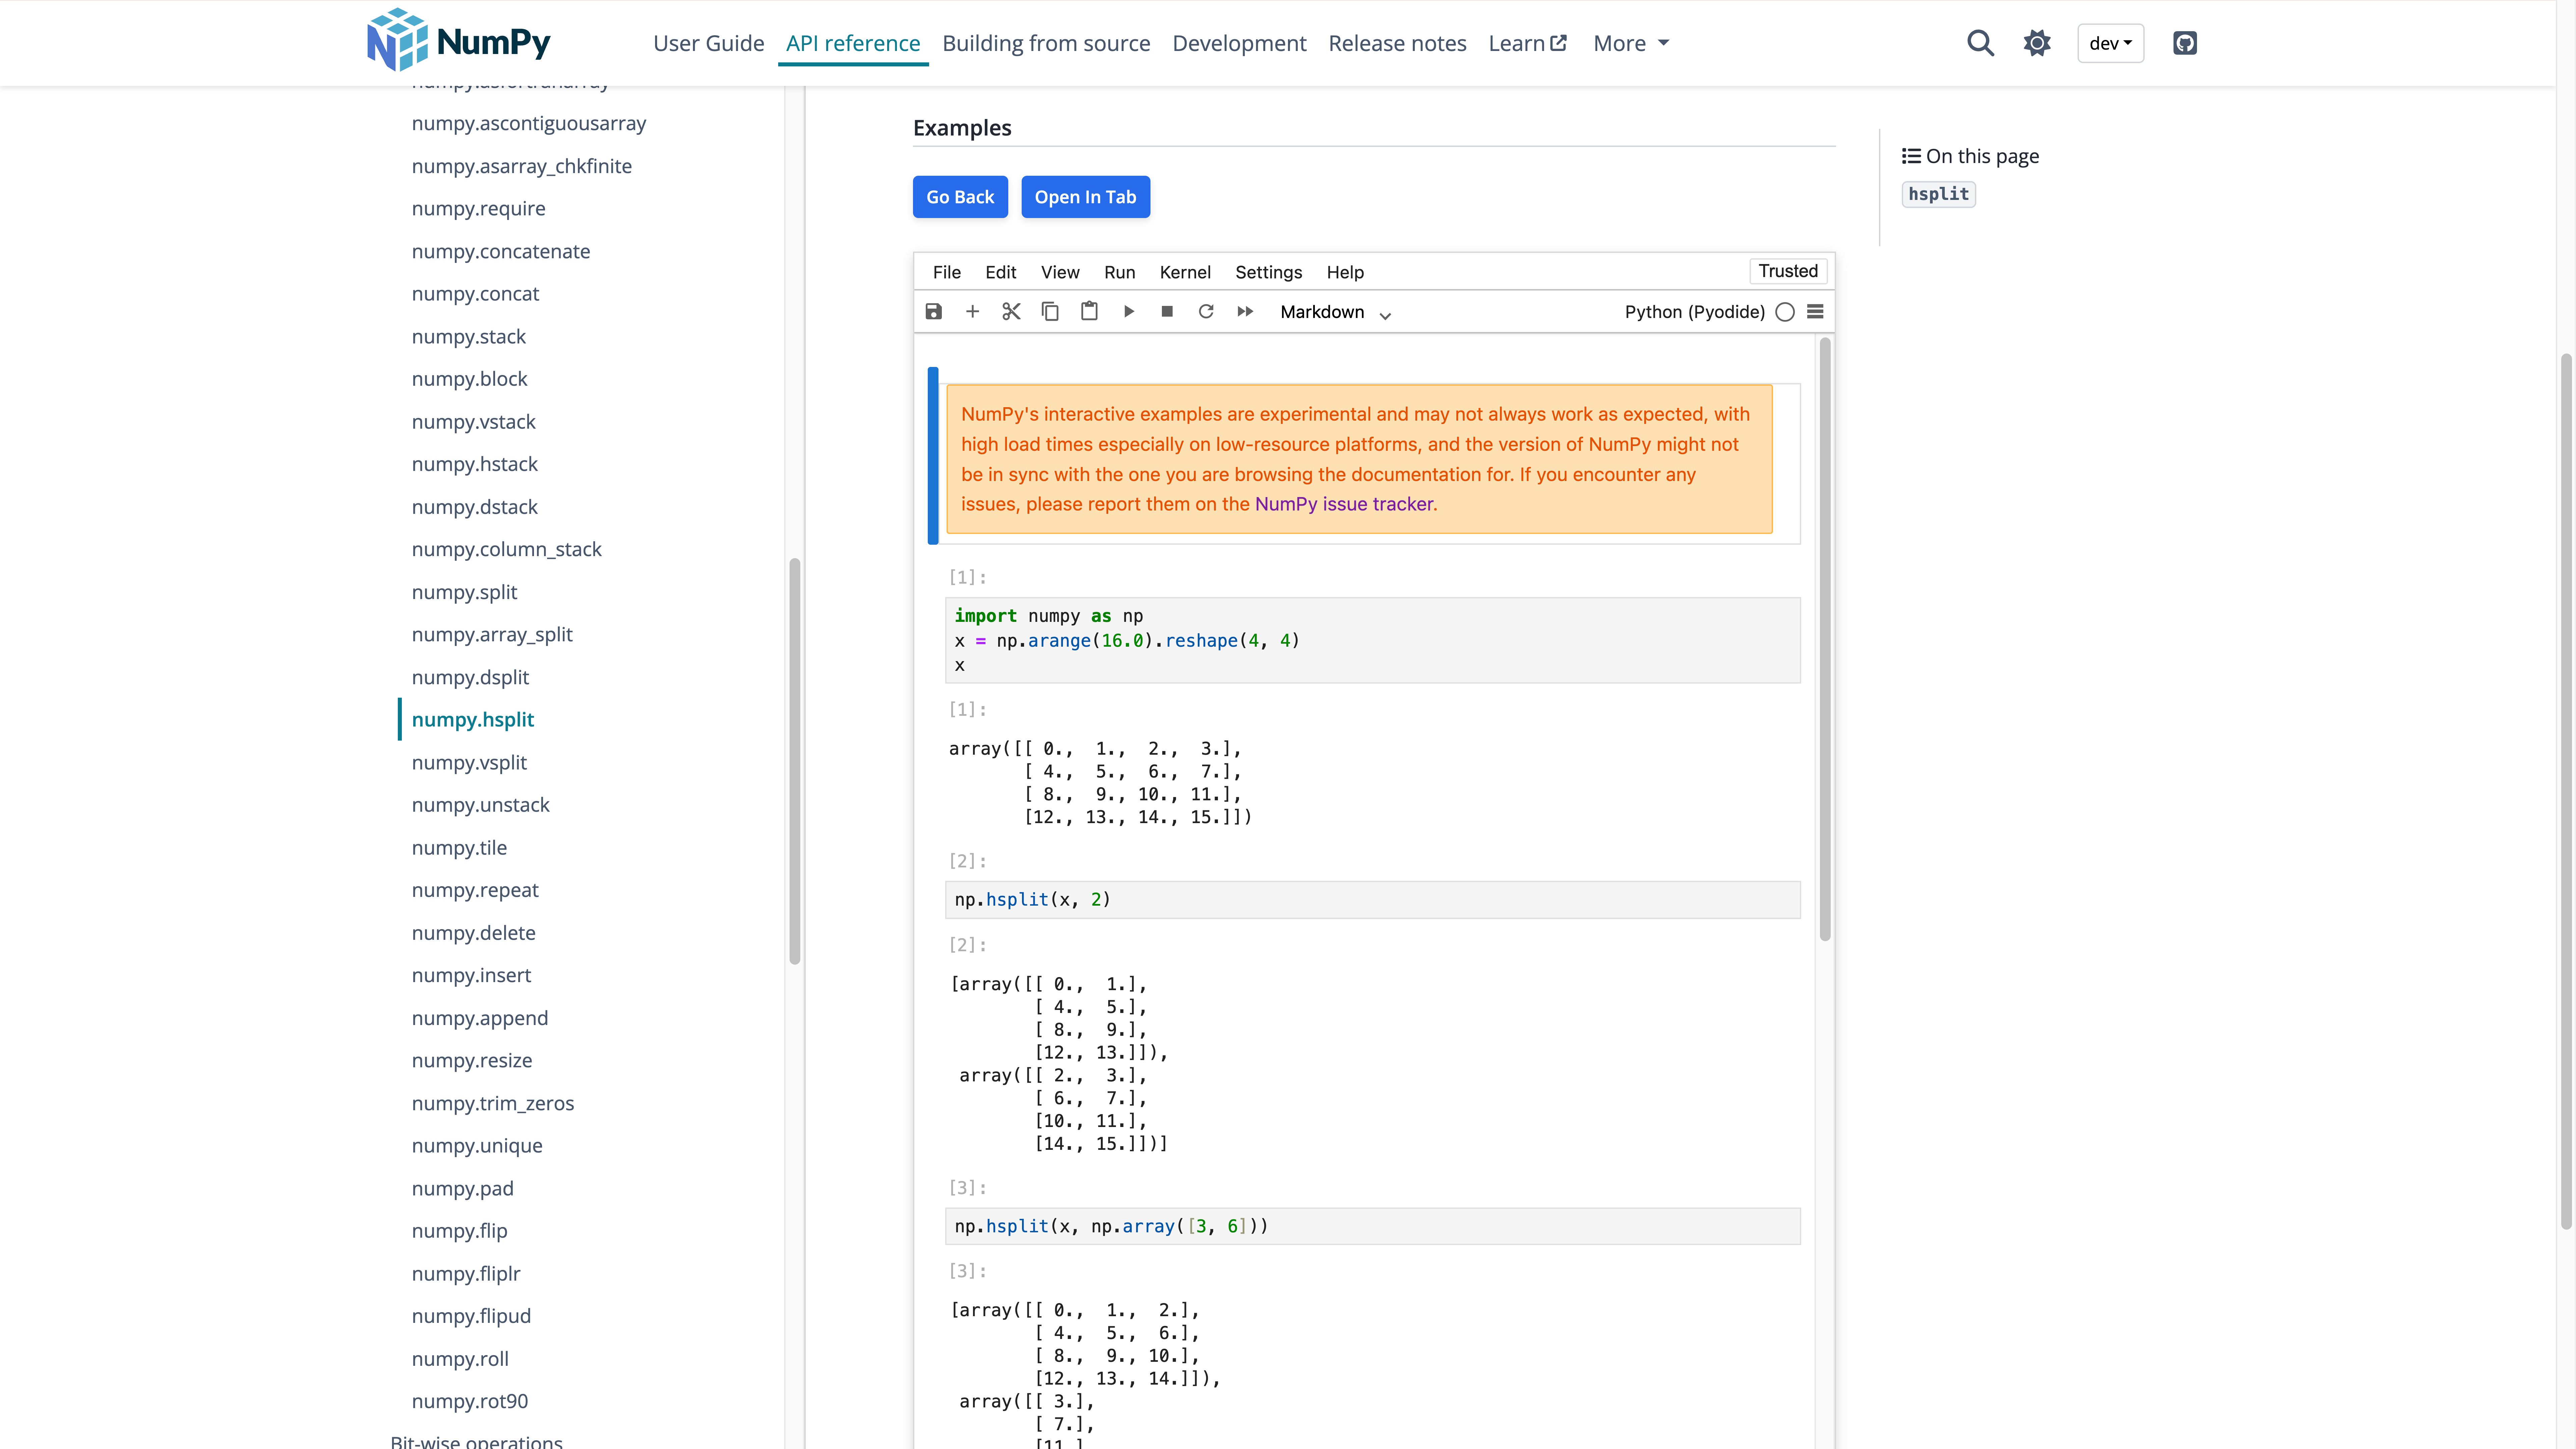 NumPy
User Guide
API reference
Building from source
Development
Release notes
Learn
More
dev
numpy.ascontiguousarray
numpy.asarray_chkfinite
numpy.require
numpy.concatenate
numpy.concat
numpy.stack
numpy.block
numpy.vstack
numpy.hstack
numpy.dstack
numpy.column_stack
numpy.split
numpy.array_split
numpy.dsplit
numpy.hsplit
numpy.vsplit
numpy.unstack
numpy.tile
numpy.repeat
numpy.delete
numpy.insert
numpy.append
numpy.resize
numpy.trim_zeros
numpy.unique
numpy.pad
numpy.flip
numpy.fliplr
numpy.flipud
numpy.roll
numpy.rot90
Bit-wise operations
Examples
Go Back
Open In Tab
File Edit View Run Kernel Settings Help
Trusted
Markdown
Python (Pyodide)
NumPy's interactive examples are experimental and may not always work as expected, with
high load times especially on low-resource platforms, and the version of NumPy might not
be in sync with the one you are browsing the documentation for. If you encounter any
issues, please report them on the NumPy issue tracker.
[1]:
import numpy as np
x = np.arange(16.0).reshape(4, 4)
x
[1]:
array([[ 0.,  1.,  2.,  3.],
       [ 4.,  5.,  6.,  7.],
       [ 8.,  9., 10., 11.],
       [12., 13., 14., 15.]])
[2]:
np.hsplit(x, 2)
[2]:
[array([[ 0.,  1.],
        [ 4.,  5.],
        [ 8.,  9.],
        [12., 13.]]),
 array([[ 2.,  3.],
        [ 6.,  7.],
        [10., 11.],
        [14., 15.]])]
[3]:
np.hsplit(x, np.array([3, 6]))
[3]:
[array([[ 0.,  1.,  2.],
        [ 4.,  5.,  6.],
        [ 8.,  9., 10.],
        [12., 13., 14.]]),
 array([[ 3.],
        [ 7.],
On this page
hsplit